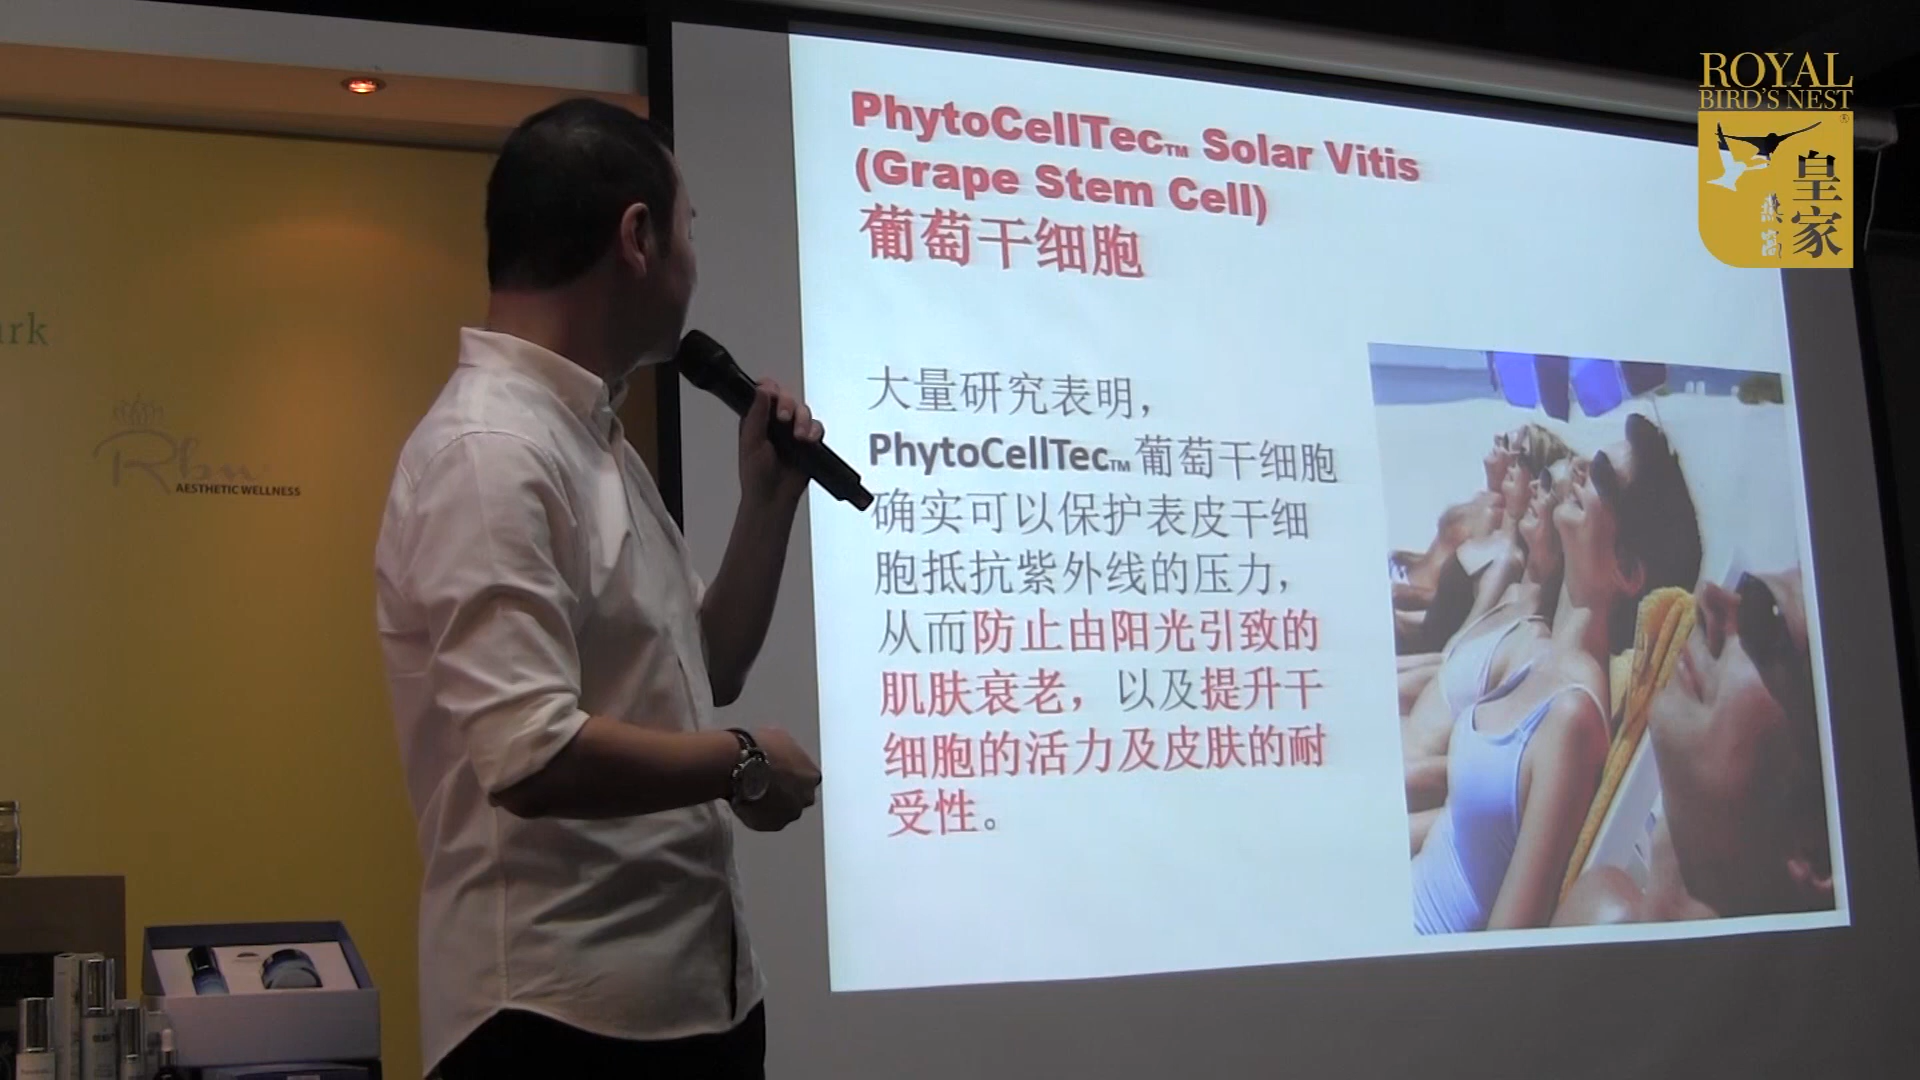 ROYAL
BIRD'S NEST
®
皇家
燕窩
PhytoCellTec™ Solar Vitis
(Grape Stem Cell)
葡萄干细胞
大量研究表明，
PhytoCellTec™葡萄干细胞
确实可以保护表皮干细
胞抵抗紫外线的压力，
从而防止由阳光引致的
肌肤衰老，以及提升干
细胞的活力及皮肤的耐
受性。
Rbn
AESTHETIC WELLNESS